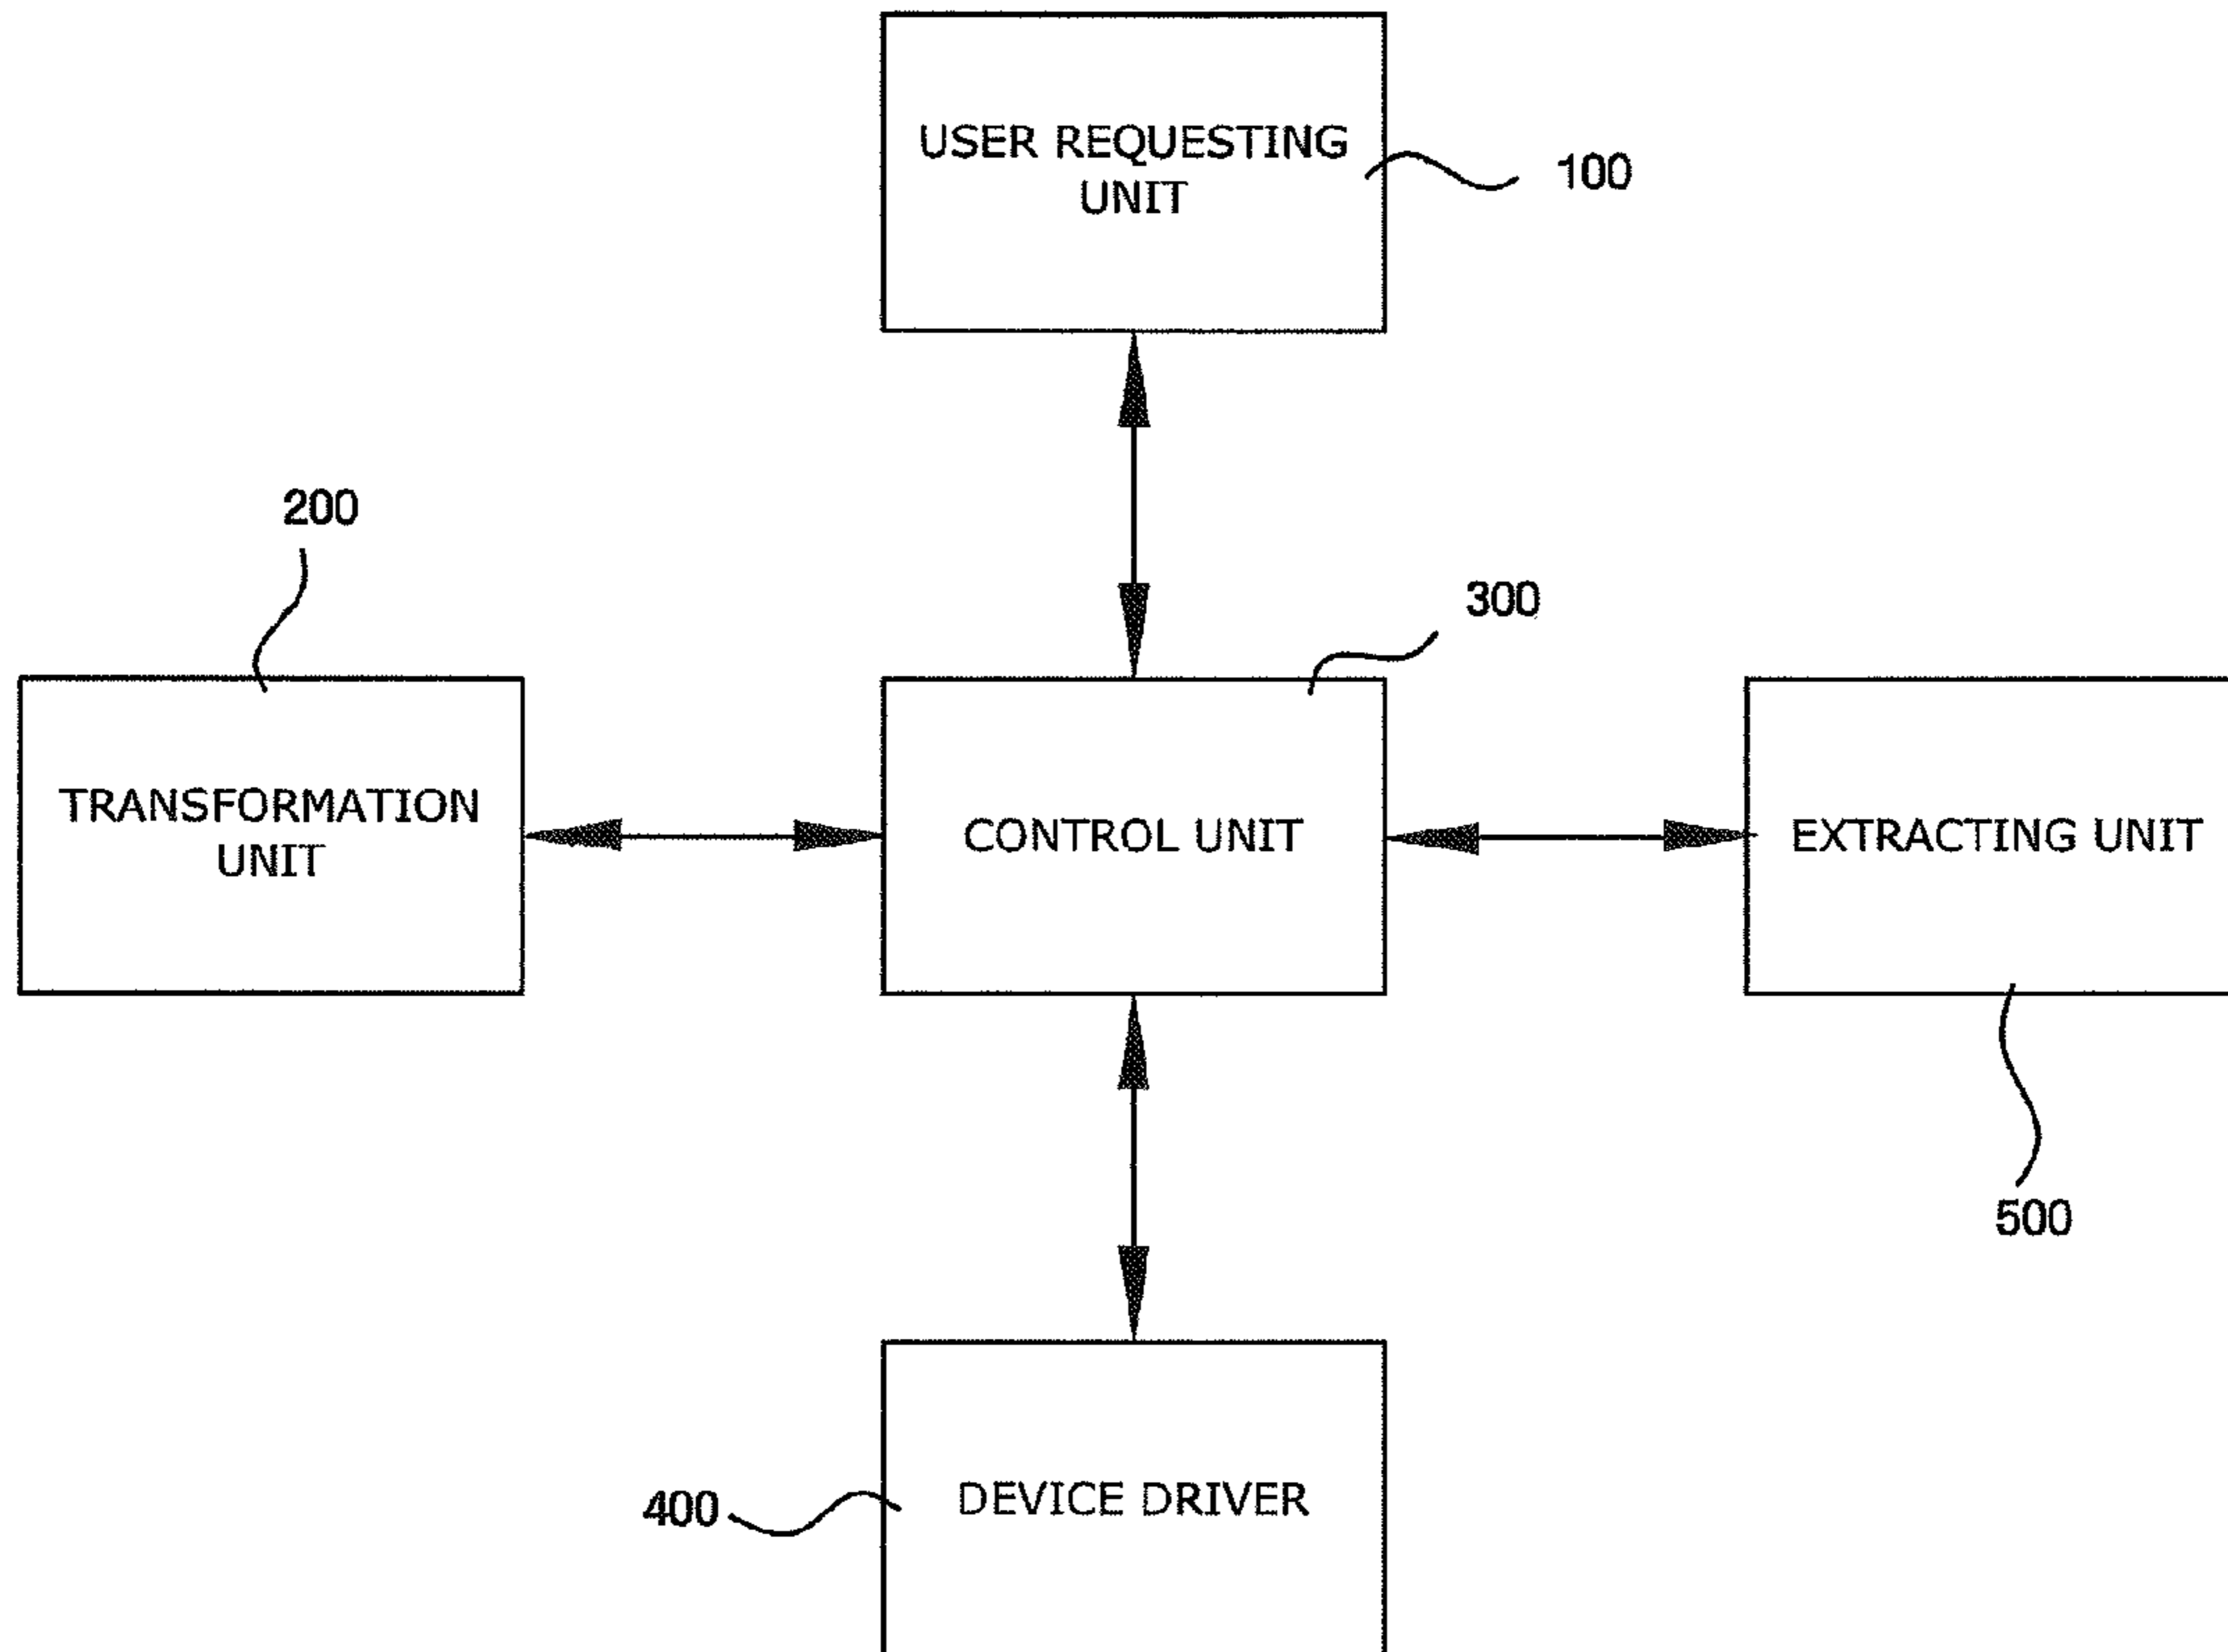 USER REQUESTING
UNIT
100
200
300
TRANSFORMATION
UNIT
CONTROL UNIT
EXTRACTING UNIT
500
400
DEVICE DRIVER